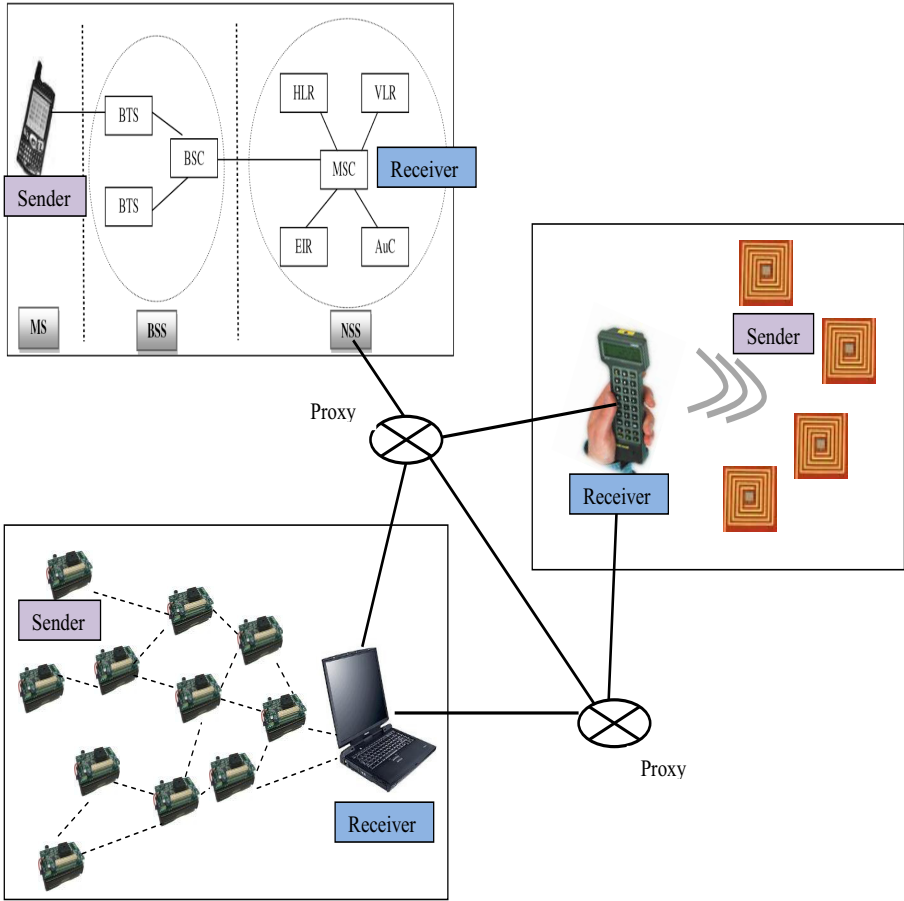 HLR
VLR
BTS
BSC
MSC
Receiver
Sender
BTS
EIR
AuC
MS
BSS
NSS
Sender
Proxy
Receiver
Sender
Proxy
Receiver